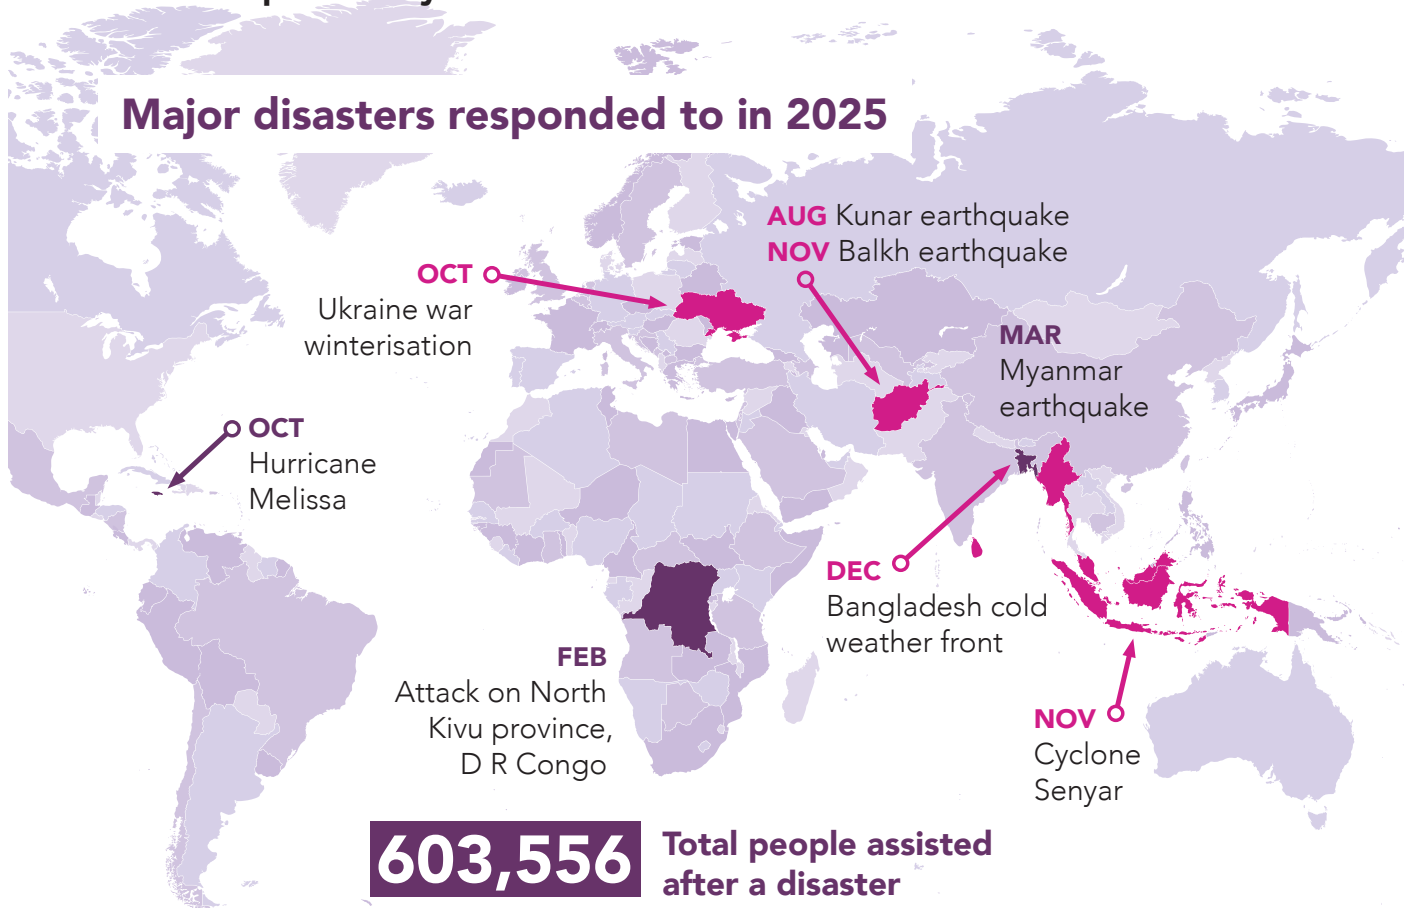 Major disasters responded to in 2025
AUG Kunar earthquake
NOV Balkh earthquake
OCT
Ukraine war
winterisation
MAR
Myanmar
earthquake
OCT
Hurricane
Melissa
DEC
Bangladesh cold
weather front
FEB
Attack on North
Kivu province,
D R Congo
NOV
Cyclone
Senyar
603,556
Total people assisted
after a disaster